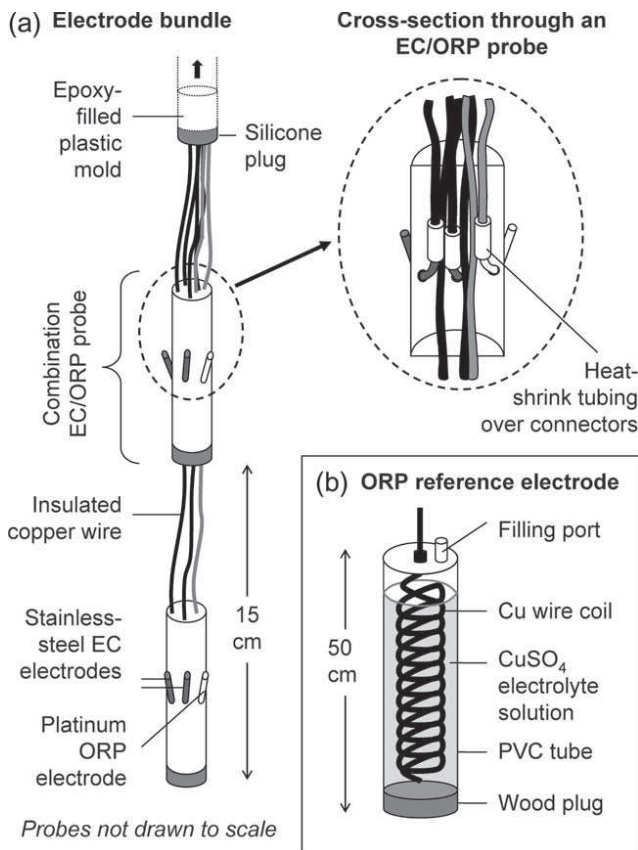 (a) Electrode bundle
Cross-section through an
EC/ORP probe
Epoxy-
filled
plastic
mold
Silicone
plug
Combination
EC/ORP probe
Heat-
shrink tubing
over connectors
Insulated
copper wire
15
cm
Stainless-
steel EC
electrodes
Platinum
ORP
electrode
Probes not drawn to scale
(b) ORP reference electrode
Filling port
50
cm
Cu wire coil
CuSO₄
electrolyte
solution
PVC tube
Wood plug